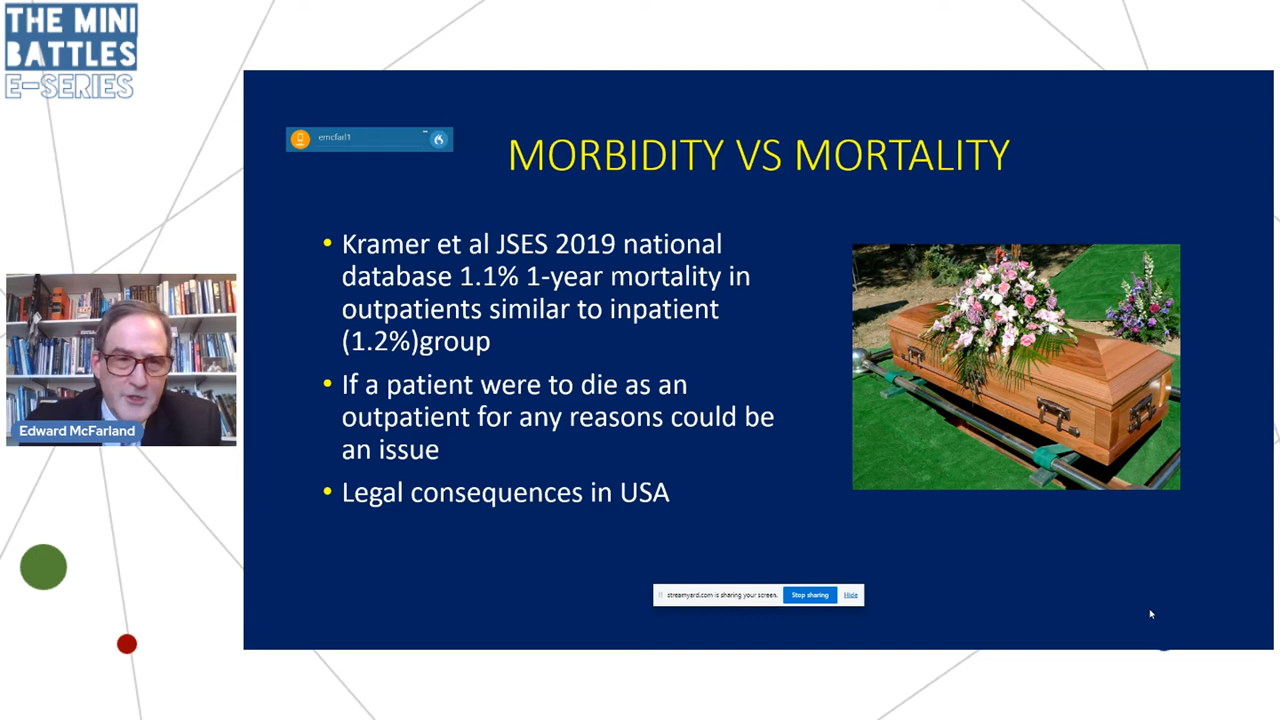 THE MINI
BATTLES
E-SERIES
emcfarl1
MORBIDITY VS MORTALITY
• Kramer et al JSES 2019 national
database 1.1% 1-year mortality in
outpatients similar to inpatient
(1.2%)group
• If a patient were to die as an
outpatient for any reasons could be
an issue
• Legal consequences in USA
Edward McFarland
streamyard.com is sharing your screen.
Stop sharing
Hide